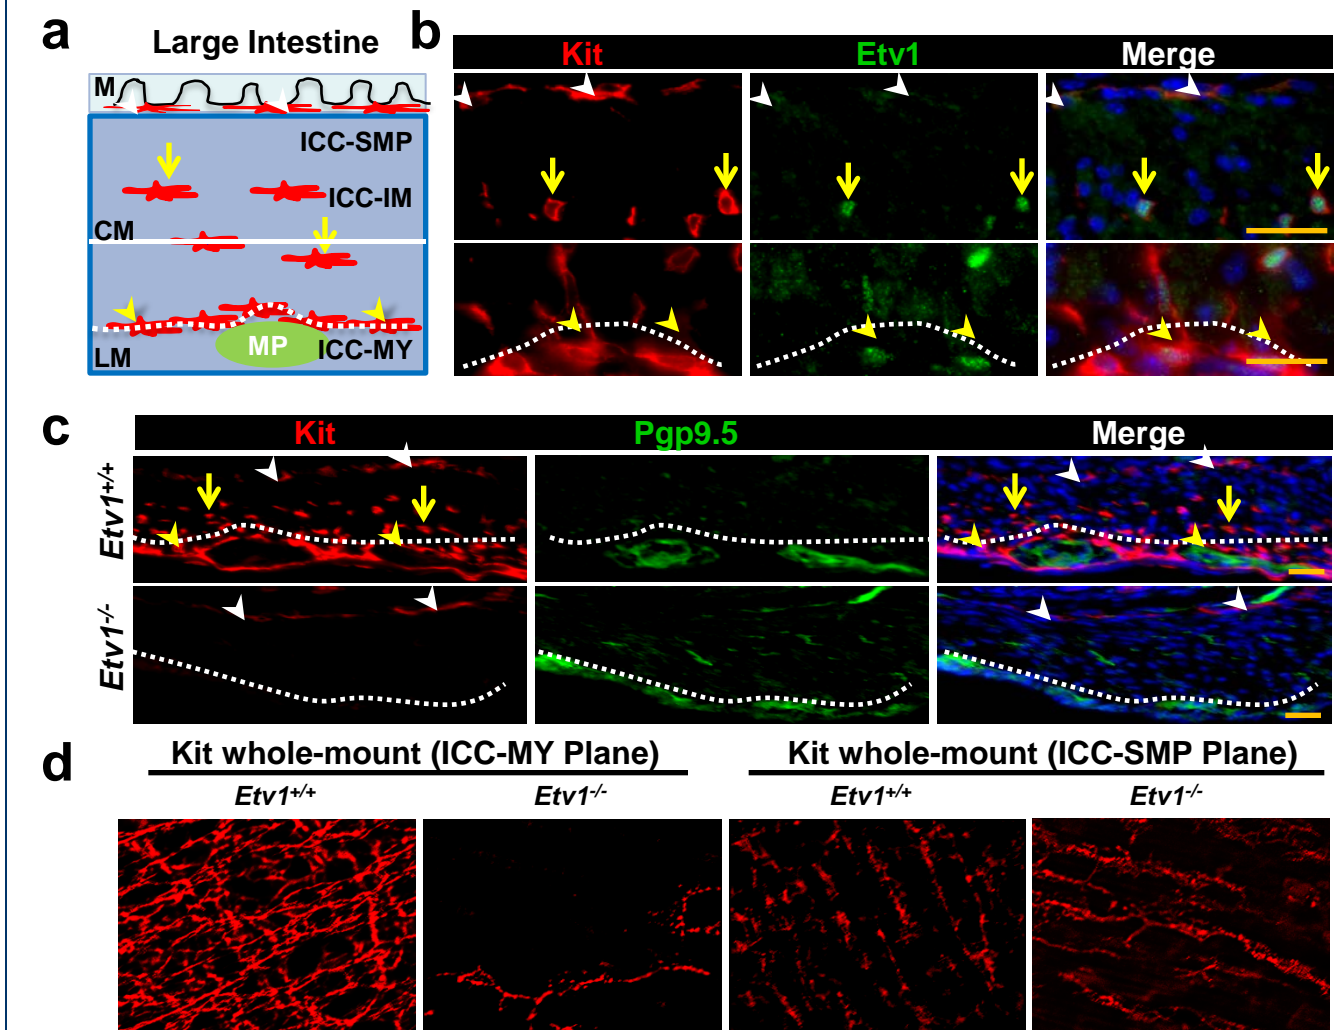 a
Large Intestine
M
ICC-SMP
ICC-IM
CM
LM
MP
ICC-MY
b
Kit Etv1 Merge
c
Kit Pgp9.5 Merge
Etv1+/+
Etv1-/-
d
Kit whole-mount (ICC-MY Plane) Kit whole-mount (ICC-SMP Plane)
Etv1+/+ Etv1-/- Etv1+/+ Etv1-/-